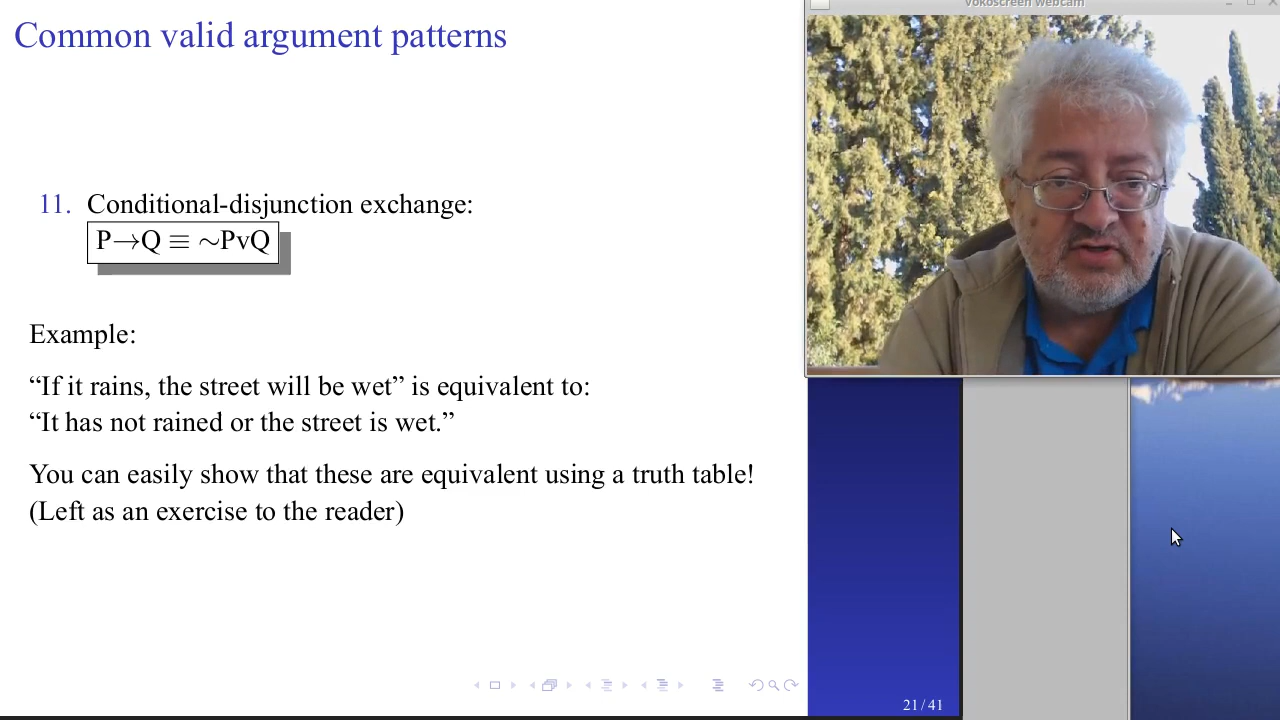 Common valid argument patterns
vokoscreen webcam
11. Conditional-disjunction exchange:
P→Q ≡ ~PvQ
Example:
“If it rains, the street will be wet” is equivalent to:
“It has not rained or the street is wet.”
You can easily show that these are equivalent using a truth table!
(Left as an exercise to the reader)
21 / 41